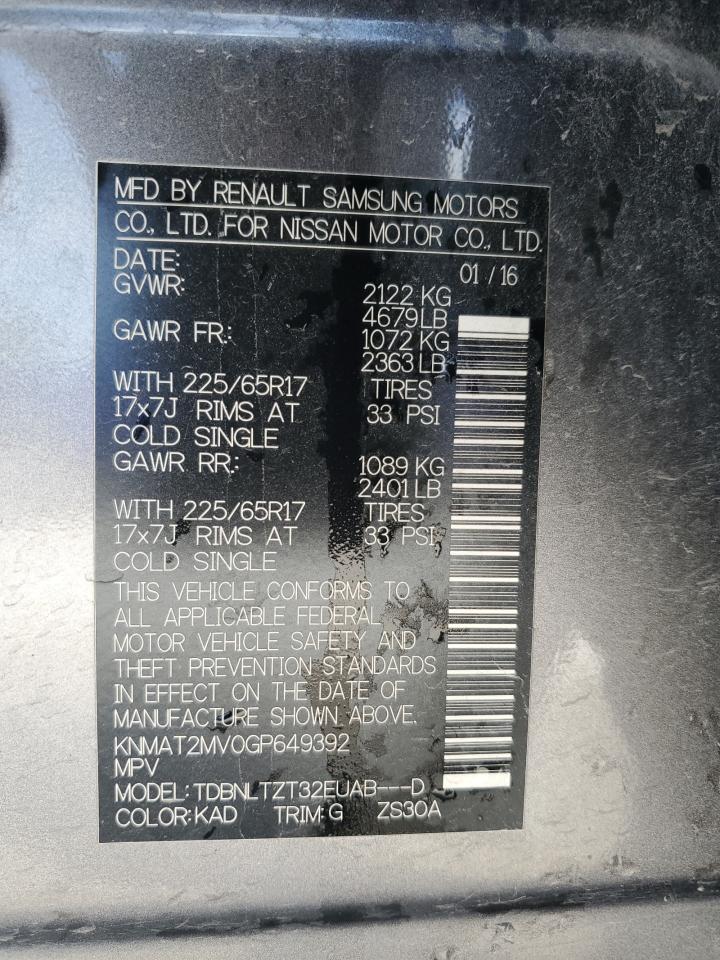 MFD BY RENAULT SAMSUNG MOTORS
CO., LTD. FOR NISSAN MOTOR CO., LTD.
DATE: 01 / 16
GVWR: 2122 KG
4679 LB
GAWR FR.: 1072 KG
2363 LB
WITH 225/65R17 TIRES
17x7J RIMS AT 33 PSI
COLD SINGLE
GAWR RR.: 1089 KG
2401 LB
WITH 225/65R17 TIRES
17x7J RIMS AT 33 PSI
COLD SINGLE
THIS VEHICLE CONFORMS TO
ALL APPLICABLE FEDERAL
MOTOR VEHICLE SAFETY AND
THEFT PREVENTION STANDARDS
IN EFFECT ON THE DATE OF
MANUFACTURE SHOWN ABOVE.
KNMAT2MV0GP649392
MPV
MODEL: TDBNLTZT32EUAB---D
COLOR:KAD TRIM:G ZS30A